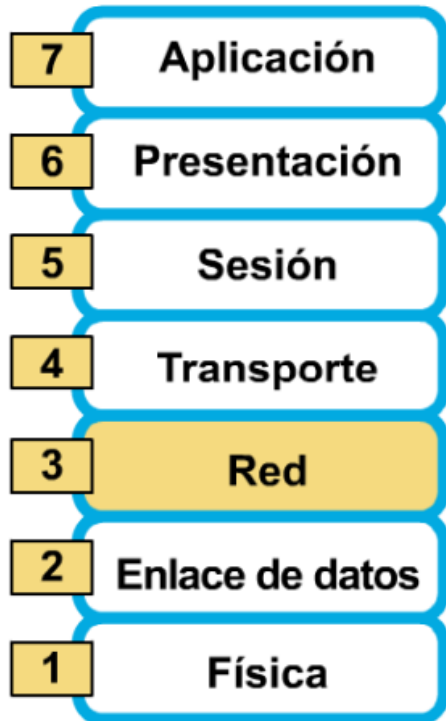 7 Aplicación
6 Presentación
5 Sesión
4 Transporte
3 Red
2 Enlace de datos
1 Física